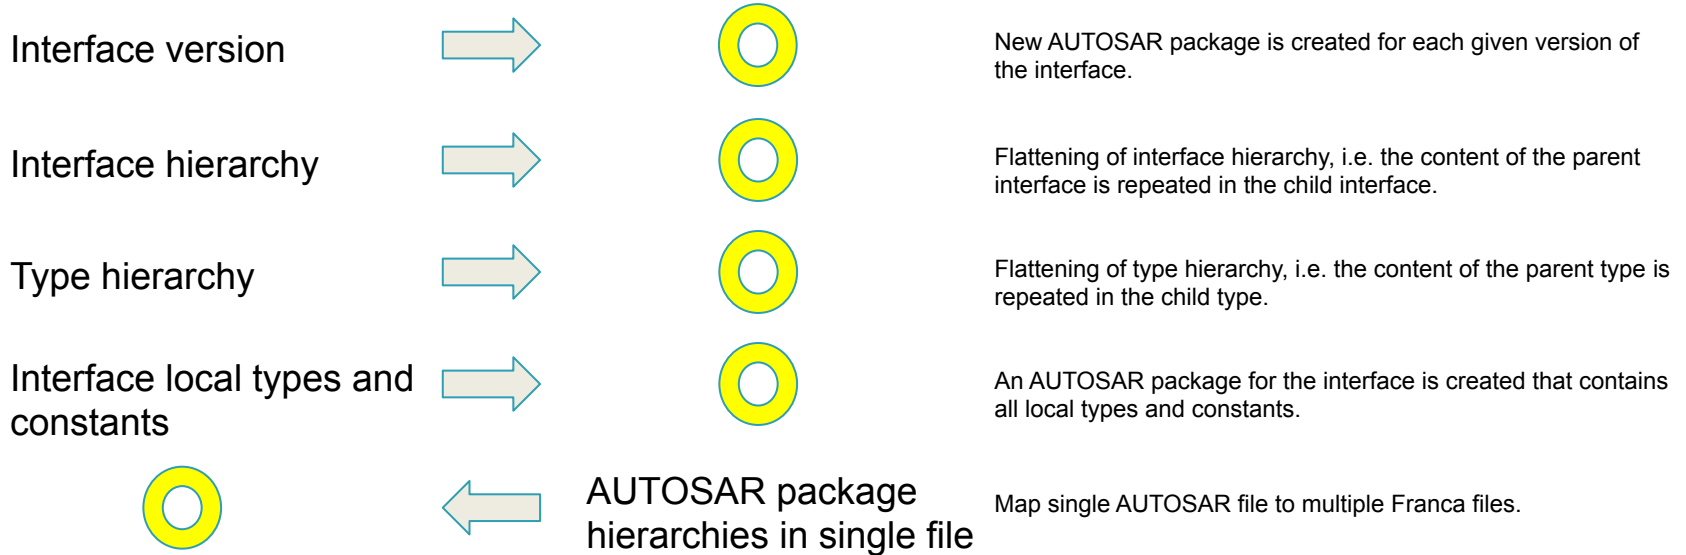 Interface version
New AUTOSAR package is created for each given version of
the interface.
Interface hierarchy
Flattening of interface hierarchy, i.e. the content of the parent
interface is repeated in the child interface.
Type hierarchy
Flattening of type hierarchy, i.e. the content of the parent type is
repeated in the child type.
Interface local types and
constants
An AUTOSAR package for the interface is created that contains
all local types and constants.
AUTOSAR package
hierarchies in single file
Map single AUTOSAR file to multiple Franca files.